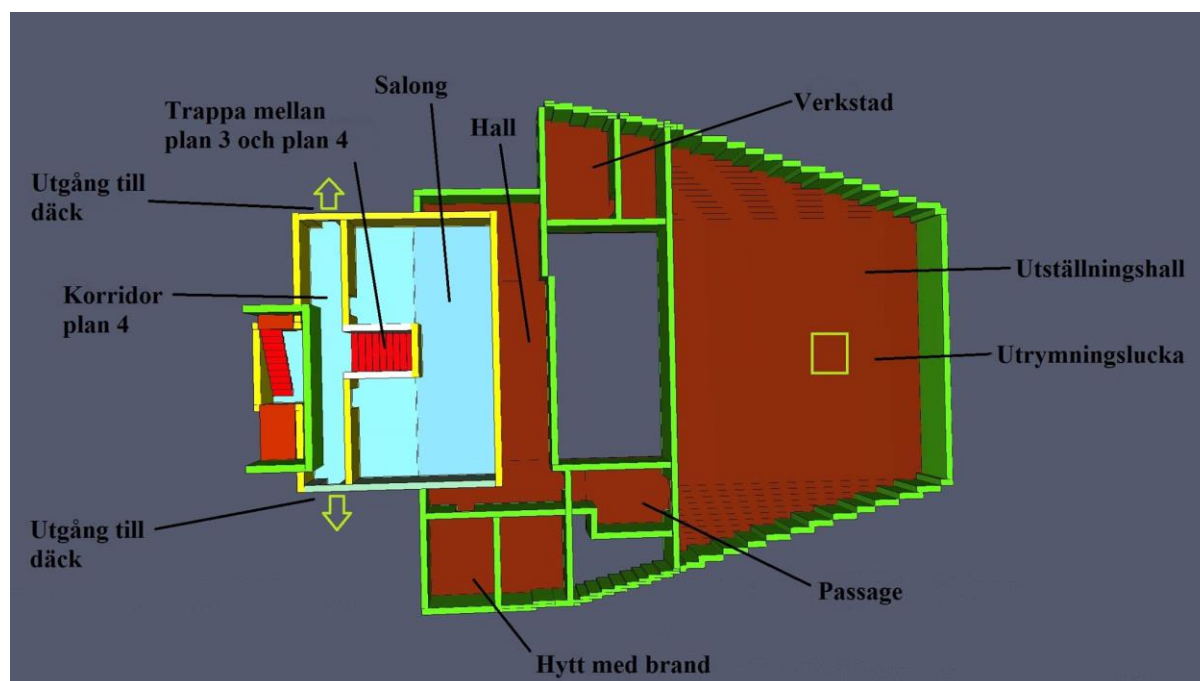 Salong
Trappa mellan
plan 3 och plan 4
Hall
Verkstad
Utgång till
däck
Korridor
plan 4
Utställningshall
Utrymningslucka
Utgång till
däck
Passage
Hytt med brand